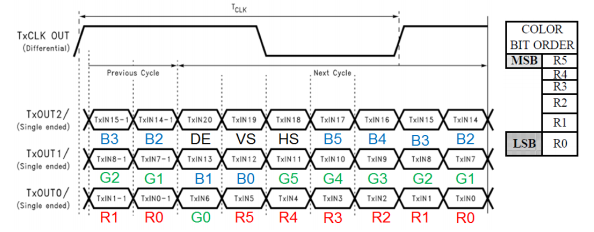 TCLK
TxCLK OUT
(Differential)
Previous Cycle
Next Cycle
TxOUT2/
(Single ended)
TxIN15-1 TxIN14-1 TxIN20 TxIN19 TxIN18 TxIN17 TxIN16 TxIN15 TxIN14
B3 B2 DE VS HS B5 B4 B3 B2
TxOUT1/
(Single ended)
TxIN8-1 TxIN7-1 TxIN13 TxIN12 TxIN11 TxIN10 TxIN9 TxIN8 TxIN7
G2 G1 B1 B0 G5 G4 G3 G2 G1
TxOUT0/
(Single ended)
TxIN1-1 TxIN0-1 TxIN6 TxIN5 TxIN4 TxIN3 TxIN2 TxIN1 TxIN0
R1 R0 G0 R5 R4 R3 R2 R1 R0
COLOR
BIT ORDER
MSB R5
R4
R3
R2
R1
LSB R0